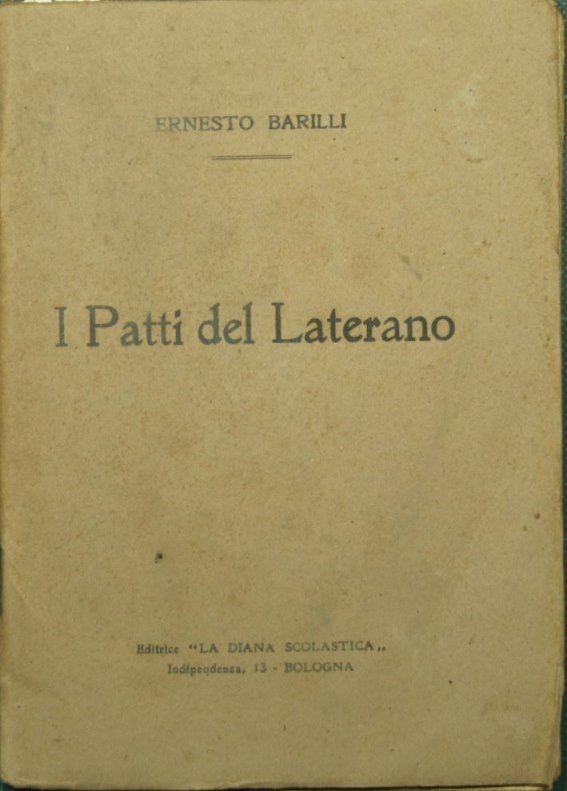 ERNESTO BARILLI
I Patti del Laterano
Editrice "LA DIANA SCOLASTICA„
Indipendenza, 13 - BOLOGNA